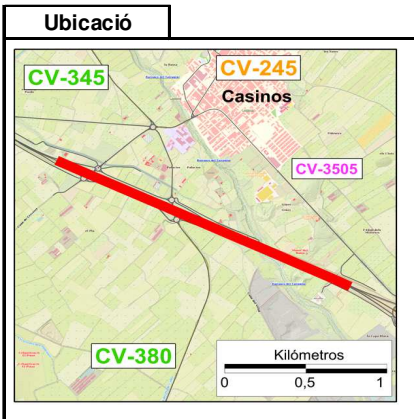 Ubicació
CV-345
CV-245
Casinos
CV-3505
CV-380
Kilómetros
0 0,5 1